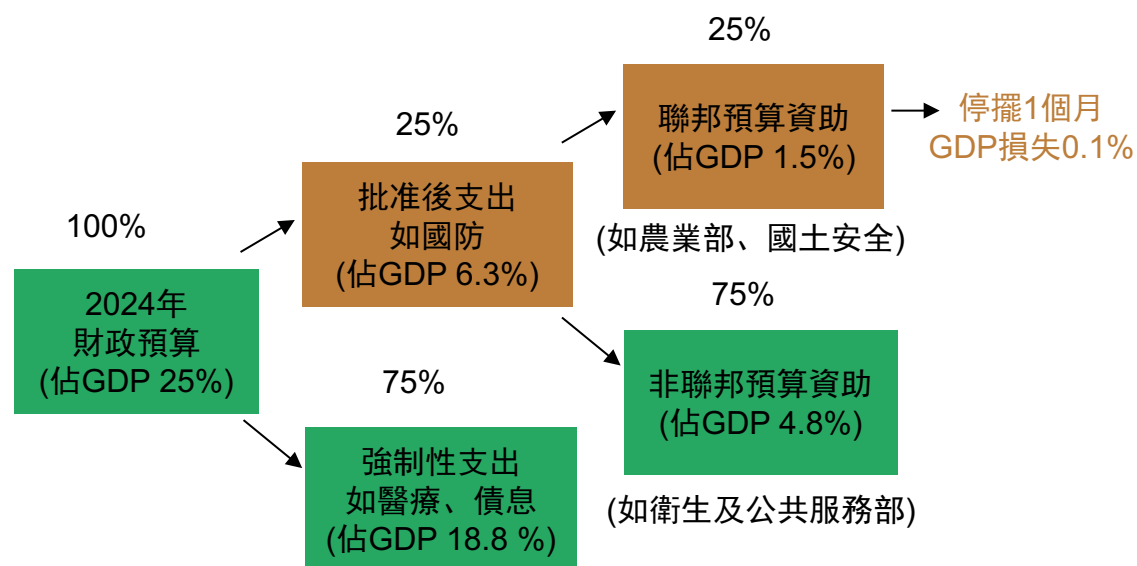 100%
2024年
財政預算
(佔GDP 25%)
25%
批准後支出
如國防
(佔GDP 6.3%)
75%
強制性支出
如醫療、債息
(佔GDP 18.8 %)
25%
聯邦預算資助
(佔GDP 1.5%)
(如農業部、國土安全)
75%
非聯邦預算資助
(佔GDP 4.8%)
(如衛生及公共服務部)
停擺1個月
GDP損失0.1%